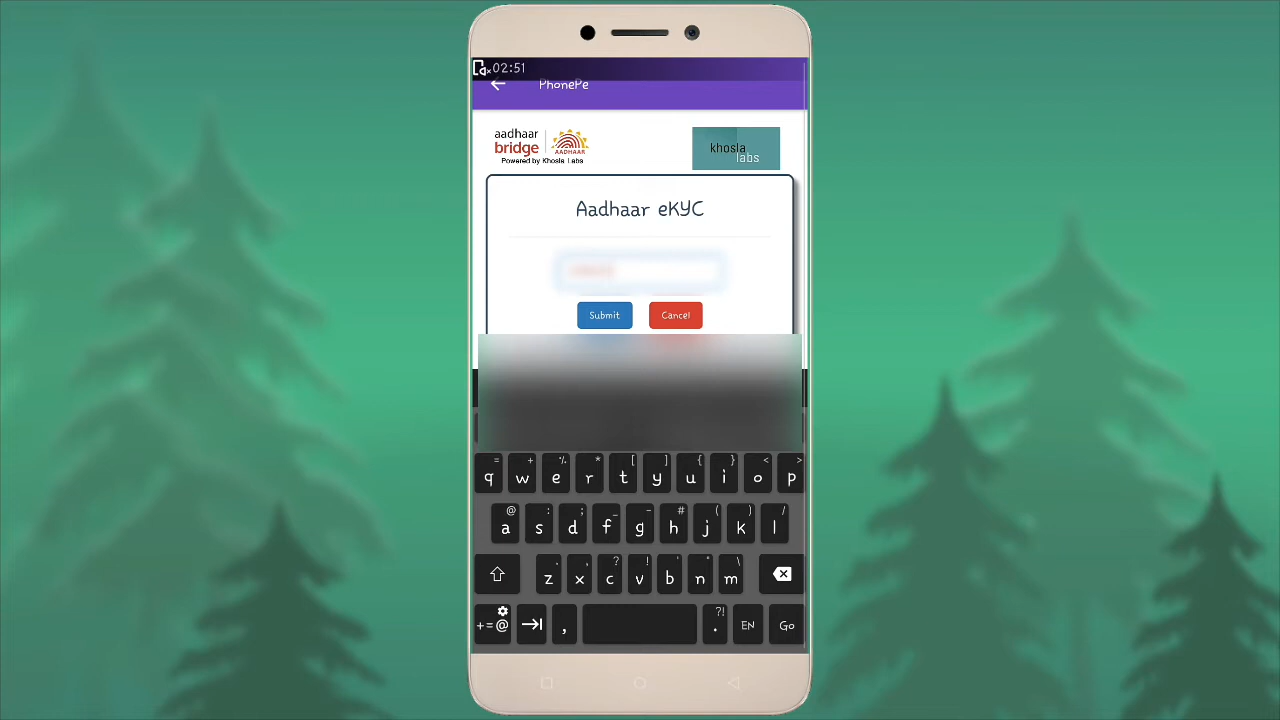 02:51
PhonePe
aadhaar
bridge
AADHAAR
Powered by Khosla Labs
khosla
labs
Aadhaar eKYC
Submit
Cancel
= + % * [ ] { } < >
q w e r t y u i o p
@ : ; _ - # ( ) /
a s d f g h j k l
. , ? ! ' " \
z x c v b n m
?!
+=@ , . EN Go